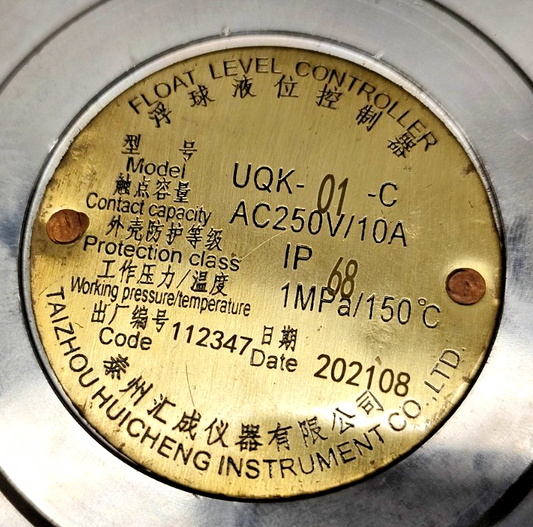 FLOAT LEVEL CONTROLLER
浮球液位控制器
型 号
Model UQK-01-C
触点容量
Contact capacity AC250V/10A
外壳防护等级
Protection class IP 68
工作压力/温度
Working pressure/temperature 1MPa/150℃
出厂编号 112347 日期 202108
Code Date
泰州汇成仪器有限公司
TAIZHOU HUICHENG INSTRUMENT CO.,LTD.